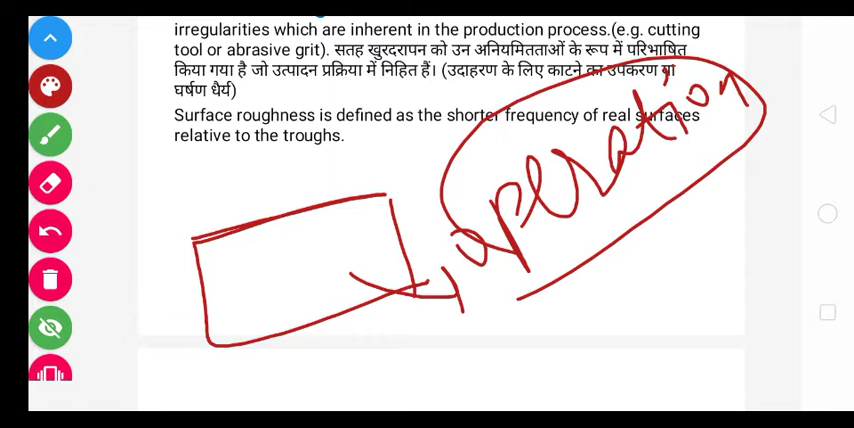 irregularities which are inherent in the production process.(e.g. cutting
tool or abrasive grit). सतह खुरदरापन को उन अनियमितताओं के रूप में परिभाषित
किया गया है जो उत्पादन प्रक्रिया में निहित हैं। (उदाहरण के लिए काटने का उपकरण या
घर्षण धैर्य)
Surface roughness is defined as the shorter frequency of real surfaces
relative to the troughs.
operation